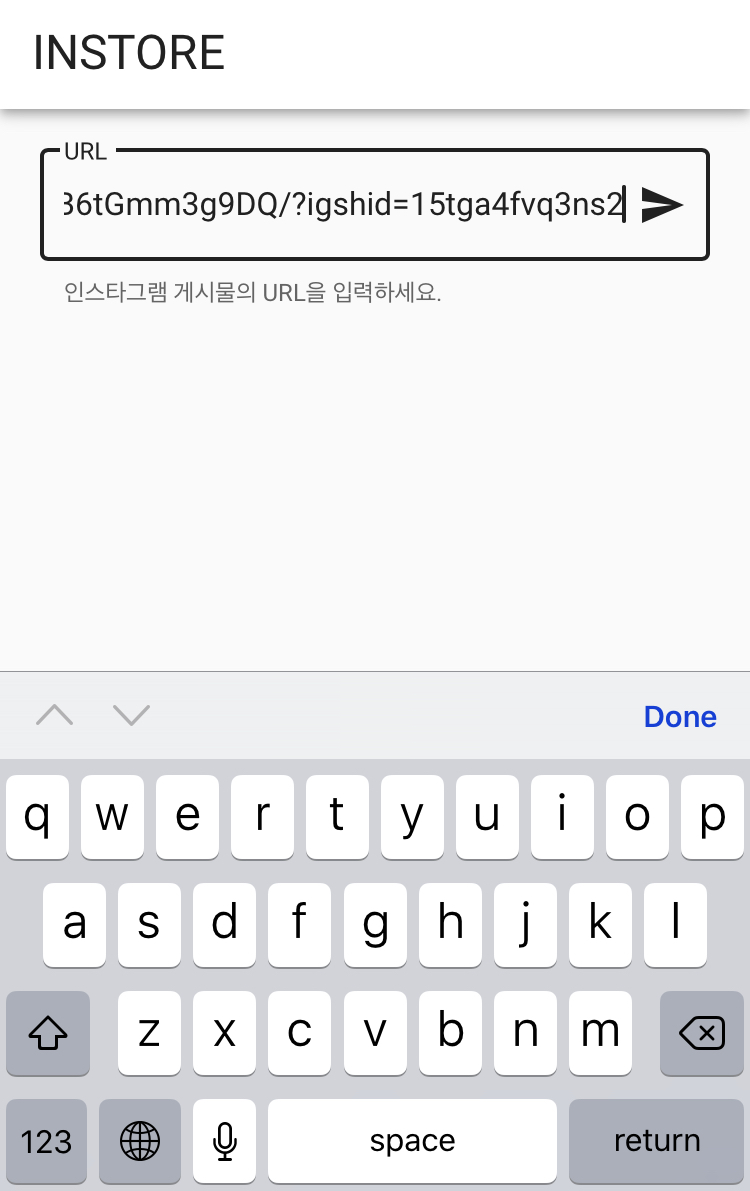 INSTORE
URL
36tGmm3g9DQ/?igshid=15tga4fvq3ns2
인스타그램 게시물의 URL을 입력하세요.
Done
q w e r t y u i o p
a s d f g h j k l
z x c v b n m
123 space return